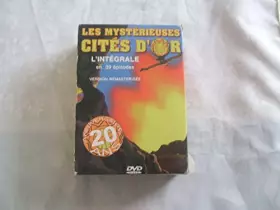 LES MYSTERIEUSES
CITÉS D'OR
L'INTÉGRALE
en 39 épisodes
VERSION REMASTERISÉE
20
DVD